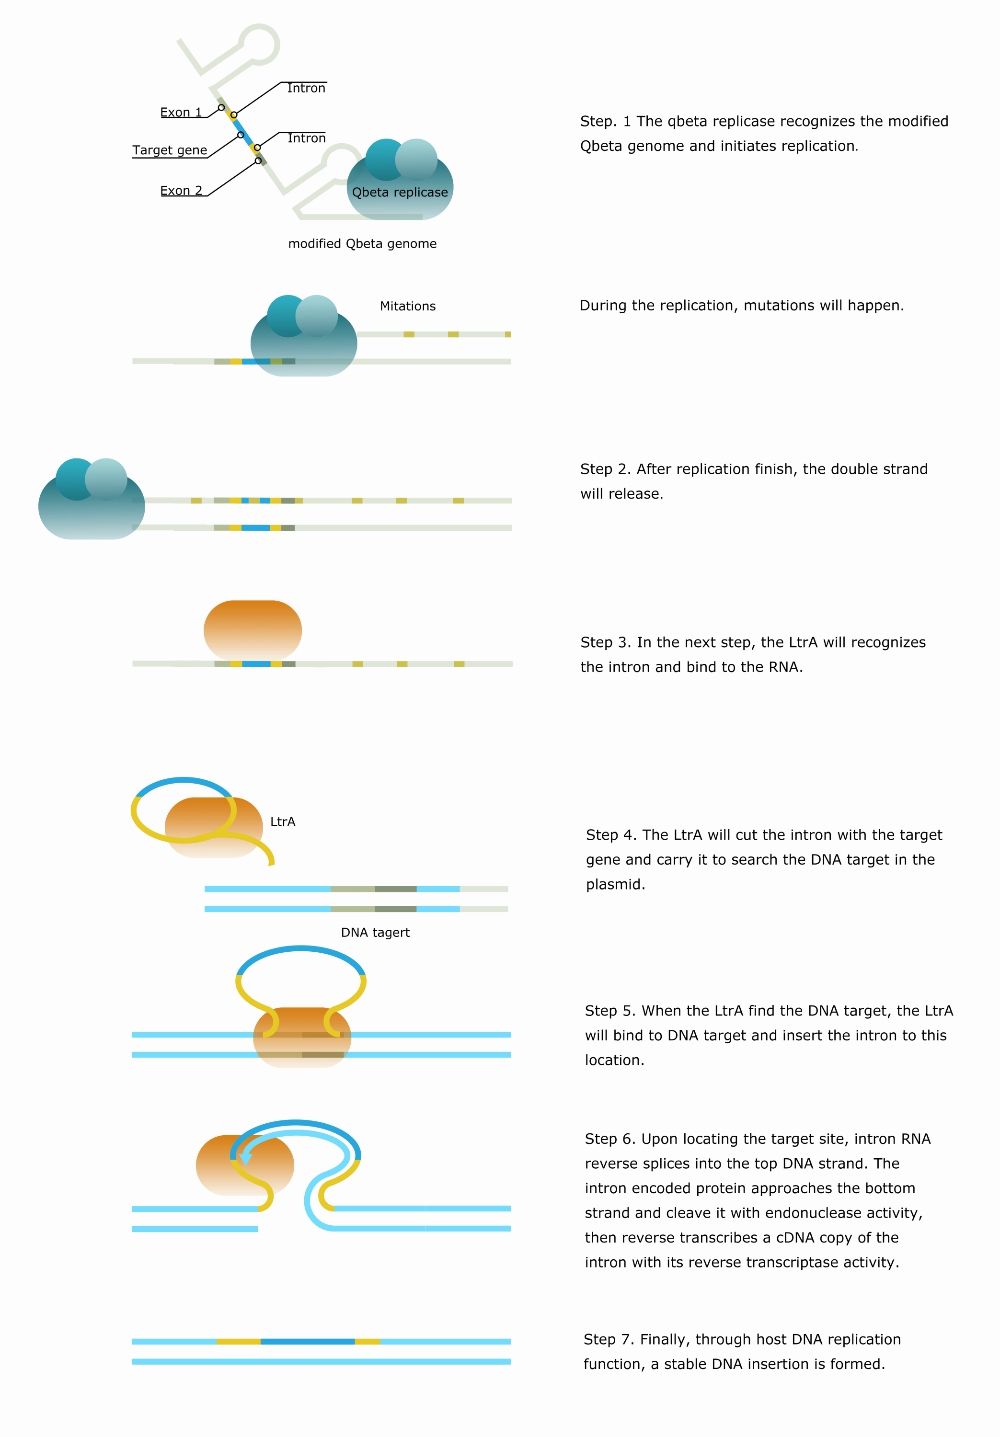 Intron
Exon 1
Intron
Target gene
Exon 2
Qbeta replicase
modified Qbeta genome
Step. 1 The qbeta replicase recognizes the modified
Qbeta genome and initiates replication.
Mitations
During the replication, mutations will happen.
Step 2. After replication finish, the double strand
will release.
Step 3. In the next step, the LtrA will recognizes
the intron and bind to the RNA.
LtrA
Step 4. The LtrA will cut the intron with the target
gene and carry it to search the DNA target in the
plasmid.
DNA tagert
Step 5. When the LtrA find the DNA target, the LtrA
will bind to DNA target and insert the intron to this
location.
Step 6. Upon locating the target site, intron RNA
reverse splices into the top DNA strand. The
intron encoded protein approaches the bottom
strand and cleave it with endonuclease activity,
then reverse transcribes a cDNA copy of the
intron with its reverse transcriptase activity.
Step 7. Finally, through host DNA replication
function, a stable DNA insertion is formed.